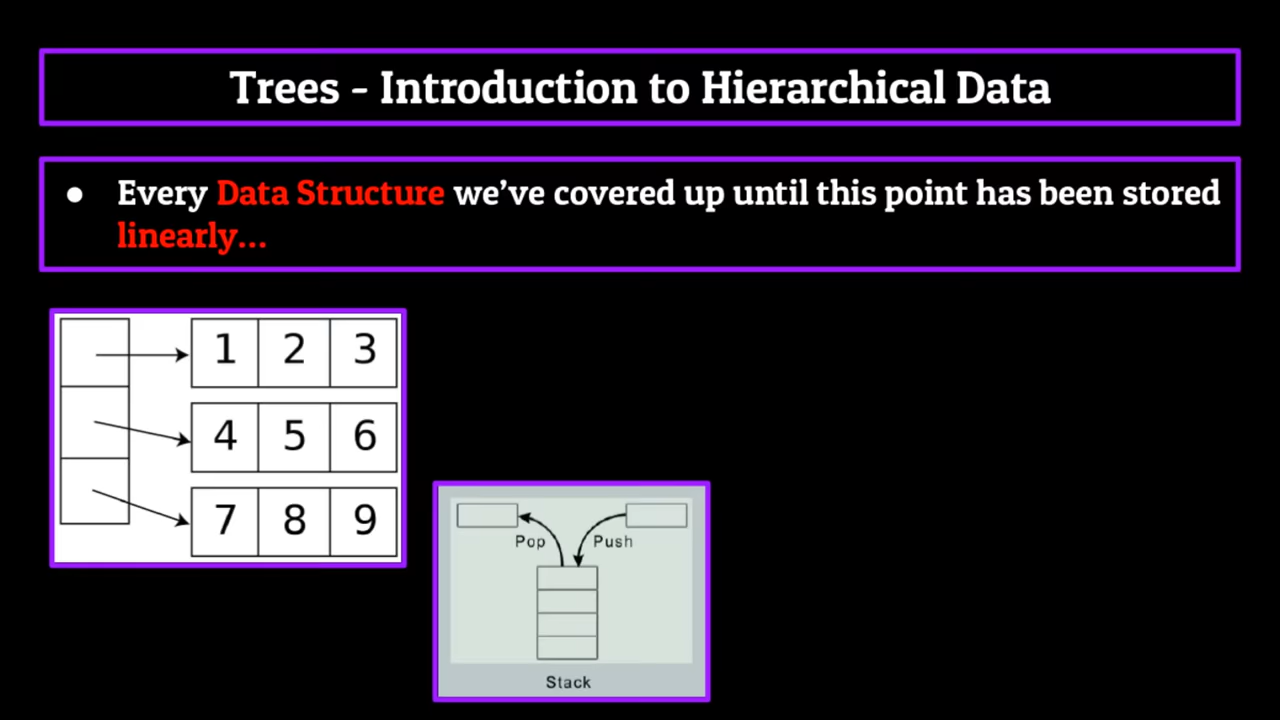 Trees - Introduction to Hierarchical Data
● Every Data Structure we’ve covered up until this point has been stored
linearly...
1 2 3
4 5 6
7 8 9
Pop Push
Stack